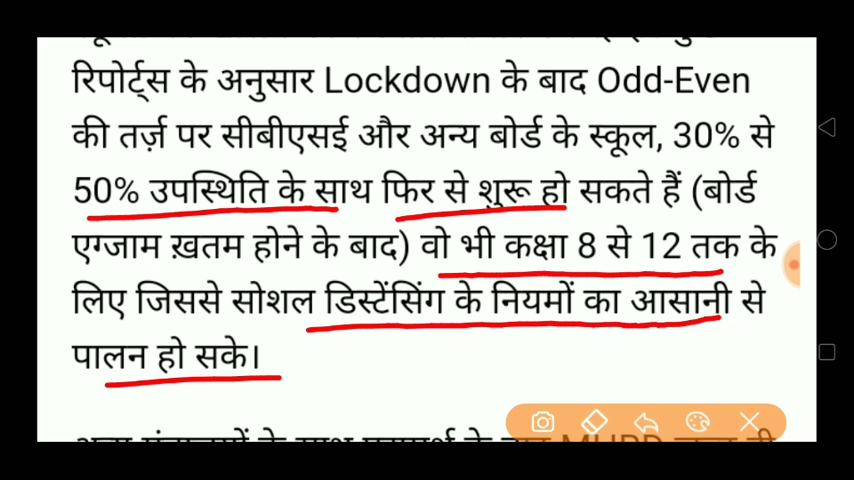 रिपोर्ट्स के अनुसार Lockdown के बाद Odd-Even
की तर्ज़ पर सीबीएसई और अन्य बोर्ड के स्कूल, 30% से
50% उपस्थिति के साथ फिर से शुरू हो सकते हैं (बोर्ड
एग्जाम ख़तम होने के बाद) वो भी कक्षा 8 से 12 तक के
लिए जिससे सोशल डिस्टेंसिंग के नियमों का आसानी से
पालन हो सके।